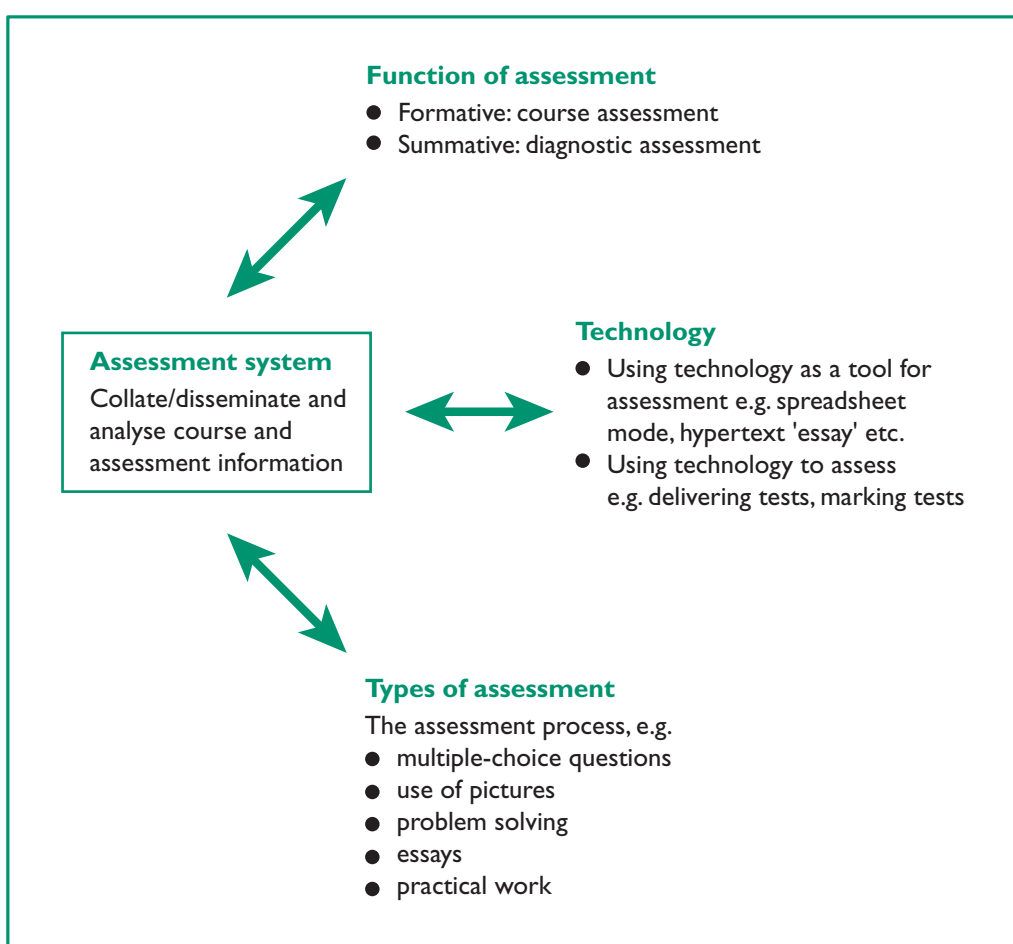 Function of assessment
● Formative: course assessment
● Summative: diagnostic assessment
Assessment system
Collate/disseminate and
analyse course and
assessment information
Technology
● Using technology as a tool for
assessment e.g. spreadsheet
mode, hypertext 'essay' etc.
● Using technology to assess
e.g. delivering tests, marking tests
Types of assessment
The assessment process, e.g.
● multiple-choice questions
● use of pictures
● problem solving
● essays
● practical work